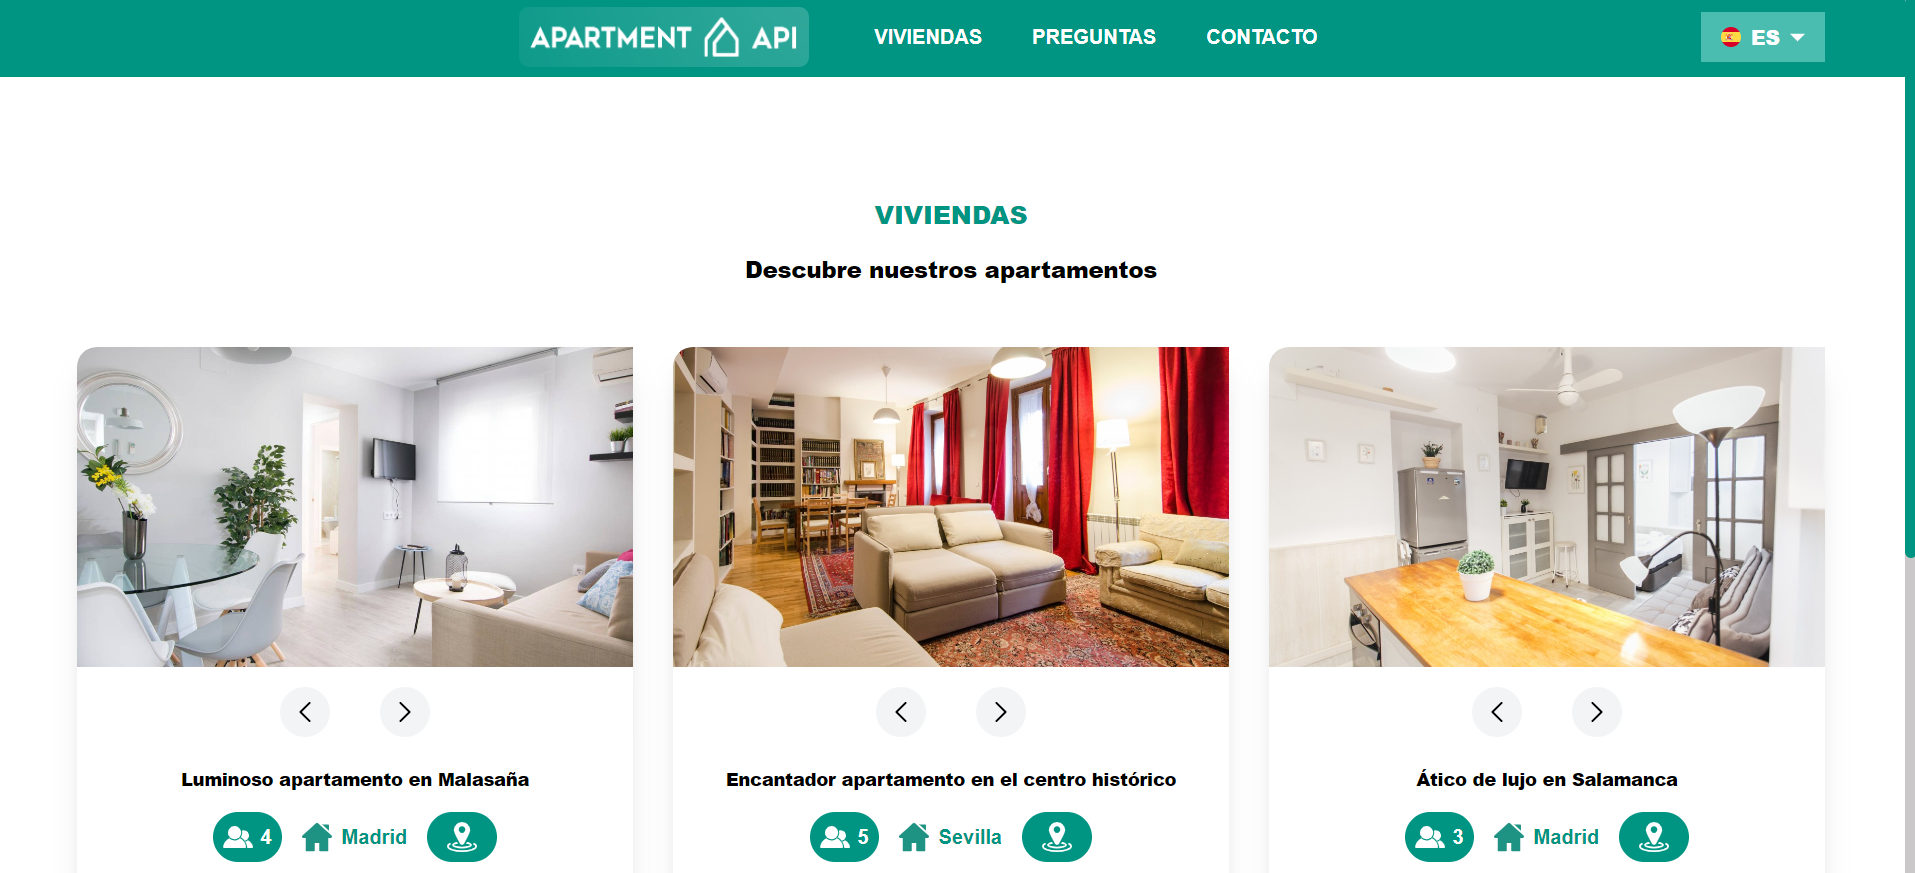 APARTMENT API
VIVIENDAS
PREGUNTAS
CONTACTO
ES
VIVIENDAS
Descubre nuestros apartamentos
Luminoso apartamento en Malasaña
4
Madrid
Encantador apartamento en el centro histórico
5
Sevilla
Ático de lujo en Salamanca
3
Madrid